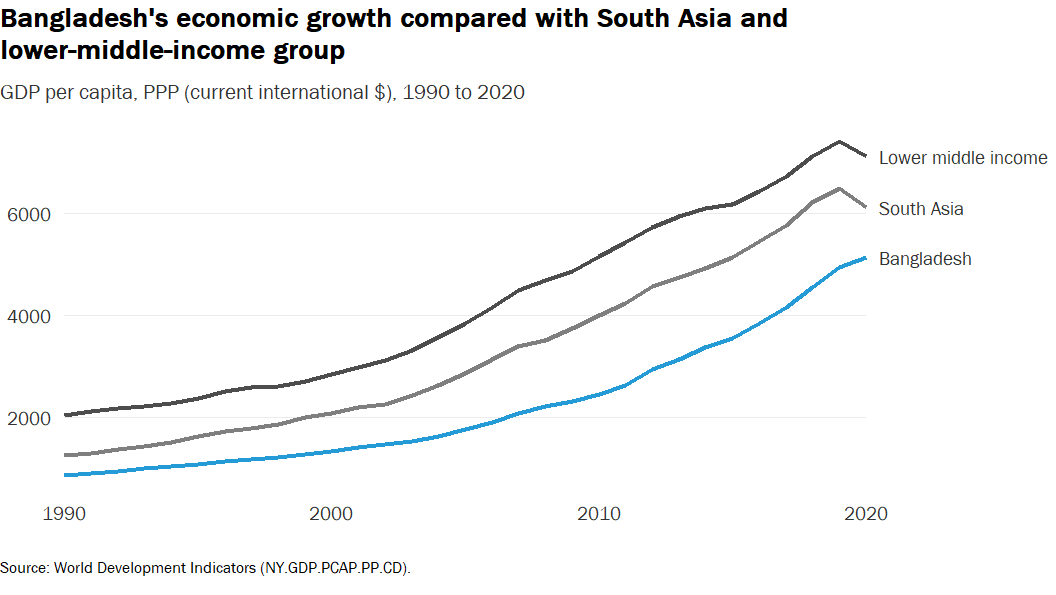 Bangladesh's economic growth compared with South Asia and
lower-middle-income group
GDP per capita, PPP (current international $), 1990 to 2020
Lower middle income
6000
South Asia
Bangladesh
4000
2000
1990
2000
2010
2020
Source: World Development Indicators (NY.GDP.PCAP.PP.CD).